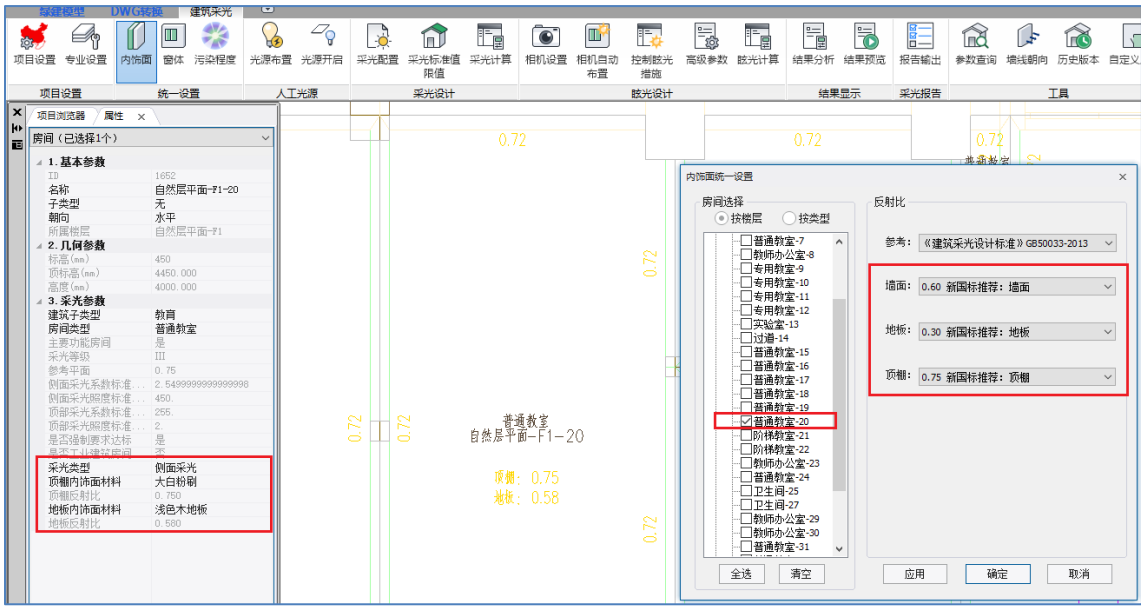 绿建模型 DWG转换 建筑采光
项目设置 专业设置 内饰面 窗体 污染程度 光源布置 光源开启 采光配置 采光标准值限值 采光计算 相机设置 相机自动布置 控制眩光措施 高级参数 眩光计算 结果分析 结果预览 报告输出 参数查询 墙线朝向 历史版本 自定义
项目设置 统一设置 人工光源 采光设计 眩光设计 结果显示 采光报告 工具
项目浏览器 属性 x
房间 (已选择1个)
1. 基本参数
ID 1652
名称 自然层平面-F1-20
子类型 无
朝向 水平
所属楼层 自然层平面-F1
2. 几何参数
标高(mm) 450
顶标高(mm) 4450.000
高度(mm) 4000.000
3. 采光参数
建筑子类型 教育
房间类型 普通教室
主要功能房间 是
采光等级 III
参考平面 0.75
侧面采光系数标准... 2.5499999999999998
侧面采光照度标准... 450.
顶部采光系数标准... 255.
顶部采光照度标准... 2.
是否强制要求达标 是
是否工业建筑房间 否
采光类型 侧面采光
顶棚内饰面材料 大白粉刷
顶棚反射比 0.750
地板内饰面材料 浅色木地板
地板反射比 0.580
0.72
0.72
0.72
普通教室
0.72
0.72
0.72
0.72
普通教室
自然层平面-F1-20
顶棚: 0.75
地板: 0.58
内饰面统一设置
房间选择
按楼层 按类型
普通教室-7
教师办公室-8
专用教室-9
专用教室-10
专用教室-11
专用教室-12
实验室-13
过道-14
普通教室-15
普通教室-16
普通教室-17
普通教室-18
普通教室-19
普通教室-20
阶梯教室-21
阶梯教室-22
教师办公室-23
普通教室-24
卫生间-25
卫生间-27
教师办公室-29
教师办公室-30
普通教室-31
全选 清空
反射比
参考: 《建筑采光设计标准》GB50033-2013
墙面: 0.60 新国标推荐: 墙面
地板: 0.30 新国标推荐: 地板
顶棚: 0.75 新国标推荐: 顶棚
应用 确定 取消